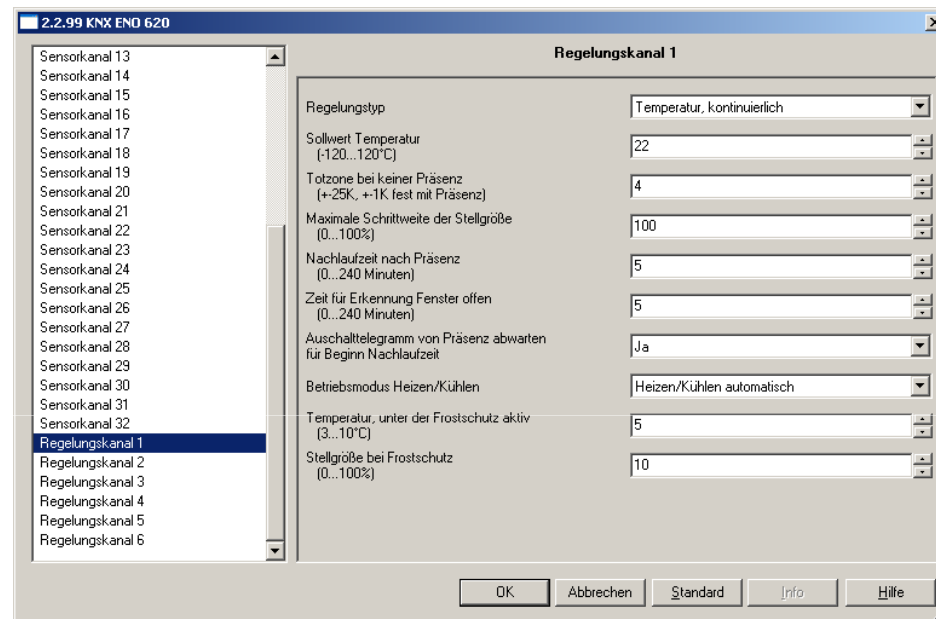 2.2.99 KNX ENO 620
Sensorkanal 13
Sensorkanal 14
Sensorkanal 15
Sensorkanal 16
Sensorkanal 17
Sensorkanal 18
Sensorkanal 19
Sensorkanal 20
Sensorkanal 21
Sensorkanal 22
Sensorkanal 23
Sensorkanal 24
Sensorkanal 25
Sensorkanal 26
Sensorkanal 27
Sensorkanal 28
Sensorkanal 29
Sensorkanal 30
Sensorkanal 31
Sensorkanal 32
Regelungskanal 1
Regelungskanal 2
Regelungskanal 3
Regelungskanal 4
Regelungskanal 5
Regelungskanal 6
Regelungskanal 1
Regelungstyp
Temperatur, kontinuierlich
Sollwert Temperatur
(-120...120°C)
22
Totzone bei keiner Präsenz
(+-25K, +-1K fest mit Präsenz)
4
Maximale Schrittweite der Stellgröße
(0...100%)
100
Nachlaufzeit nach Präsenz
(0...240 Minuten)
5
Zeit für Erkennung Fenster offen
(0...240 Minuten)
5
Auschalttelegramm von Präsenz abwarten
für Beginn Nachlaufzeit
Ja
Betriebsmodus Heizen/Kühlen
Heizen/Kühlen automatisch
Temperatur, unter der Frostschutz aktiv
(3...10°C)
5
Stellgröße bei Frostschutz
(0...100%)
10
OK
Abbrechen
Standard
Info
Hilfe